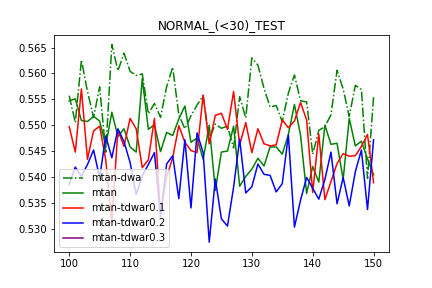 NORMAL_(<30)_TEST
0.565
0.560
0.555
0.550
0.545
0.540
0.535
0.530
mtan-dwa
mtan
mtan-tdwar0.1
mtan-tdwar0.2
mtan-tdwar0.3
100 110 120 130 140 150